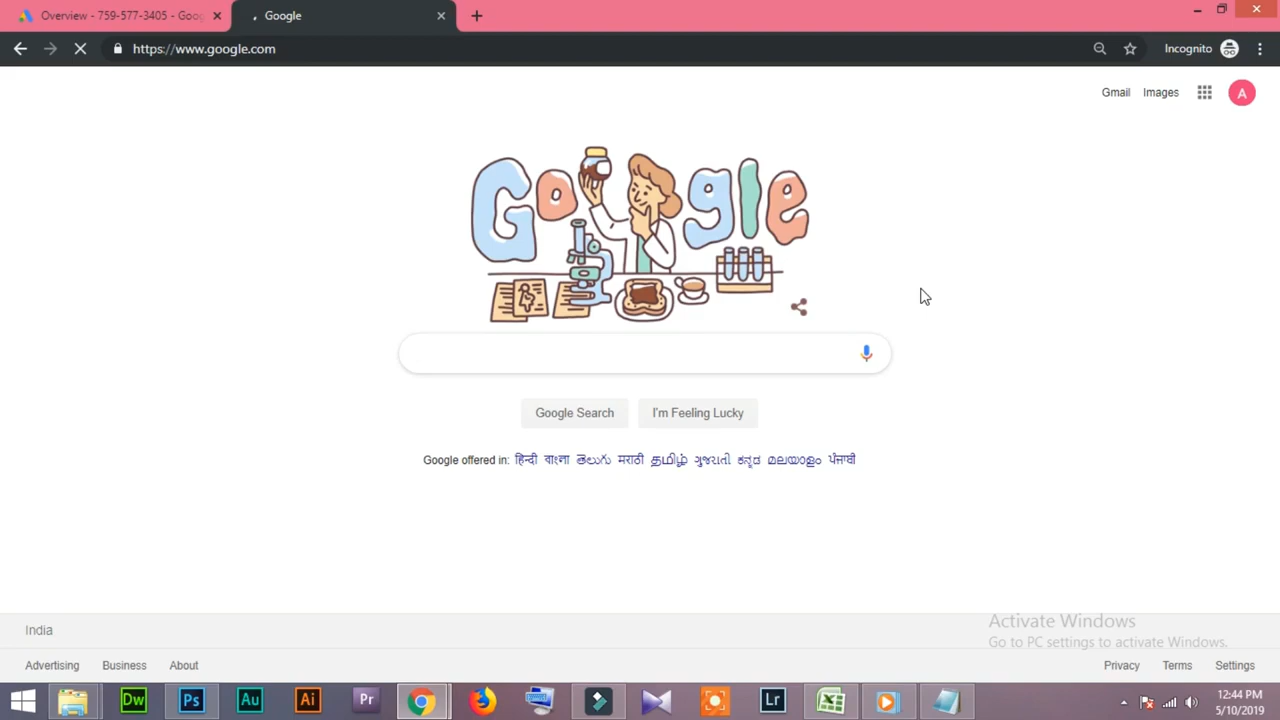 Overview - 759-577-3405 - Goog
Google
https://www.google.com
Incognito
Gmail Images A
Google
Google Search I'm Feeling Lucky
Google offered in: हिन्दी বাংলা తెలుగు मराठी தமிழ் ગુજરાતી ಕನ್ನಡ മലയാളം ਪੰਜਾਬੀ
India
Activate Windows
Go to PC settings to activate Windows.
Advertising Business About Privacy Terms Settings
Dw Ps Au Ai Pr Lr
12:44 PM
5/10/2019